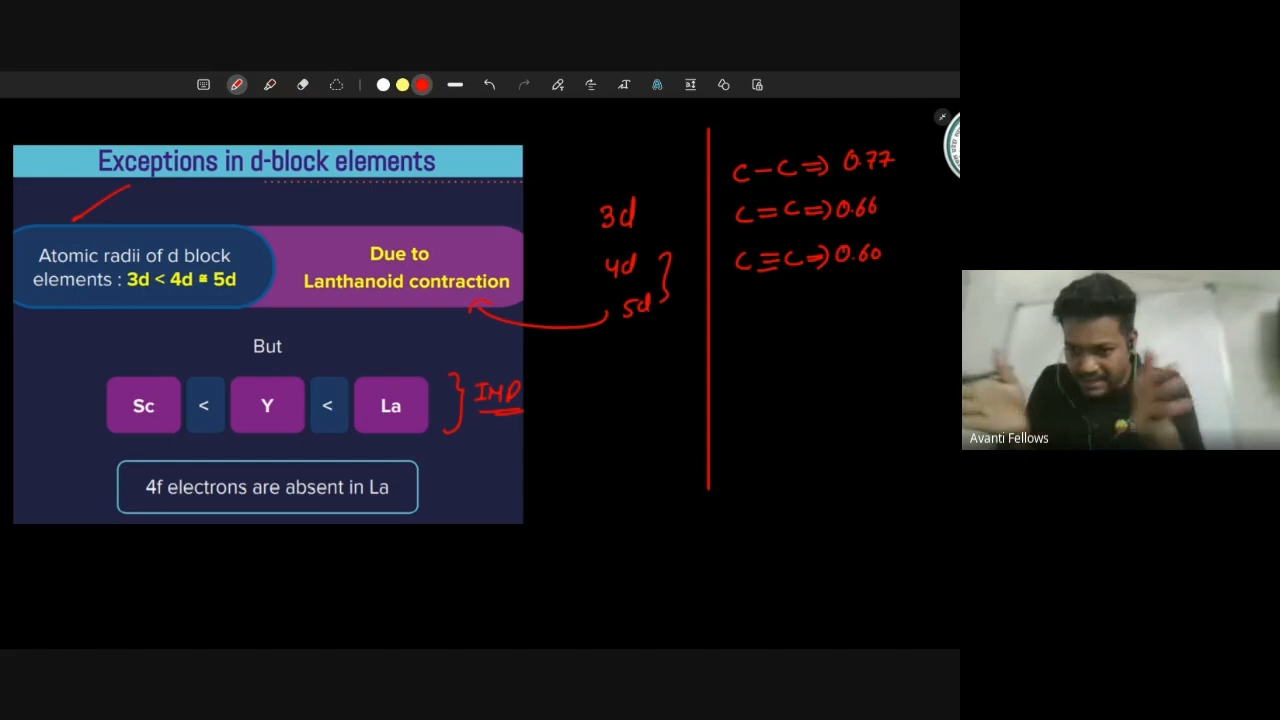 Exceptions in d-block elements
Atomic radii of d block
elements : 3d < 4d ≅ 5d
Due to
Lanthanoid contraction
But
Sc < Y < La
IMP
4f electrons are absent in La
3d
4d
5d
C-C⇒ 0.77
C=C⇒0.66
C≡C⇒0.60
Avanti Fellows